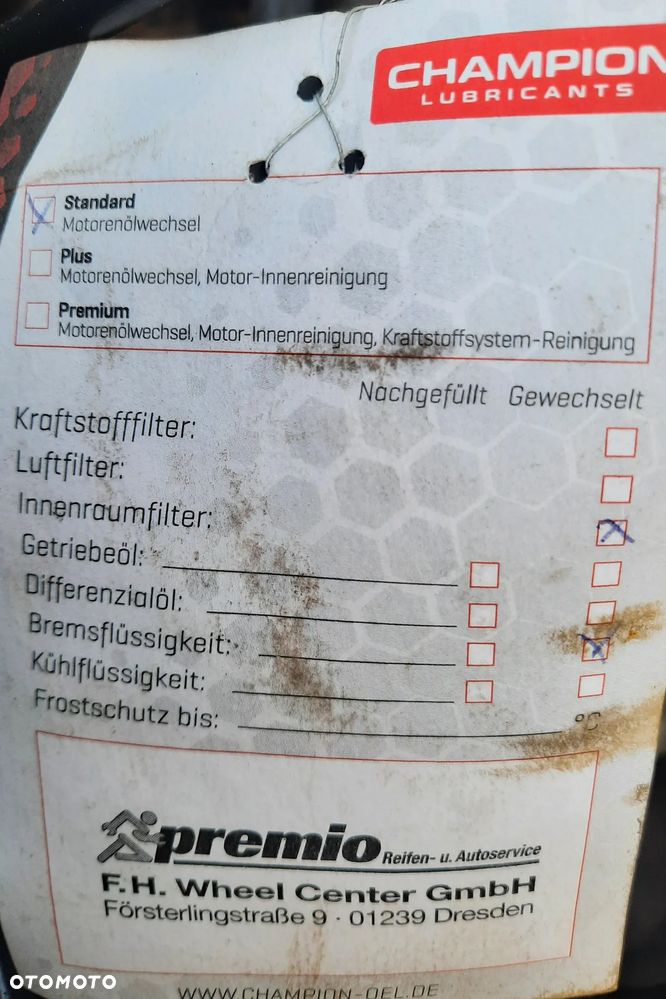 CHAMPION
LUBRICANTS
Standard
Motorenölwechsel
Plus
Motorenölwechsel, Motor-Innenreinigung
Premium
Motorenölwechsel, Motor-Innenreinigung, Kraftstoffsystem-Reinigung
Nachgefüllt Gewechselt
Kraftstofffilter:
Luftfilter:
Innenraumfilter:
Getriebeöl:
Differenzialöl:
Bremsflüssigkeit:
Kühlflüssigkeit:
Frostschutz bis: °C
premio Reifen- u. Autoservice
F.H. Wheel Center GmbH
Försterlingstraße 9 · 01239 Dresden
WWW.CHAMPION-OEL.DE
OTOMOTO